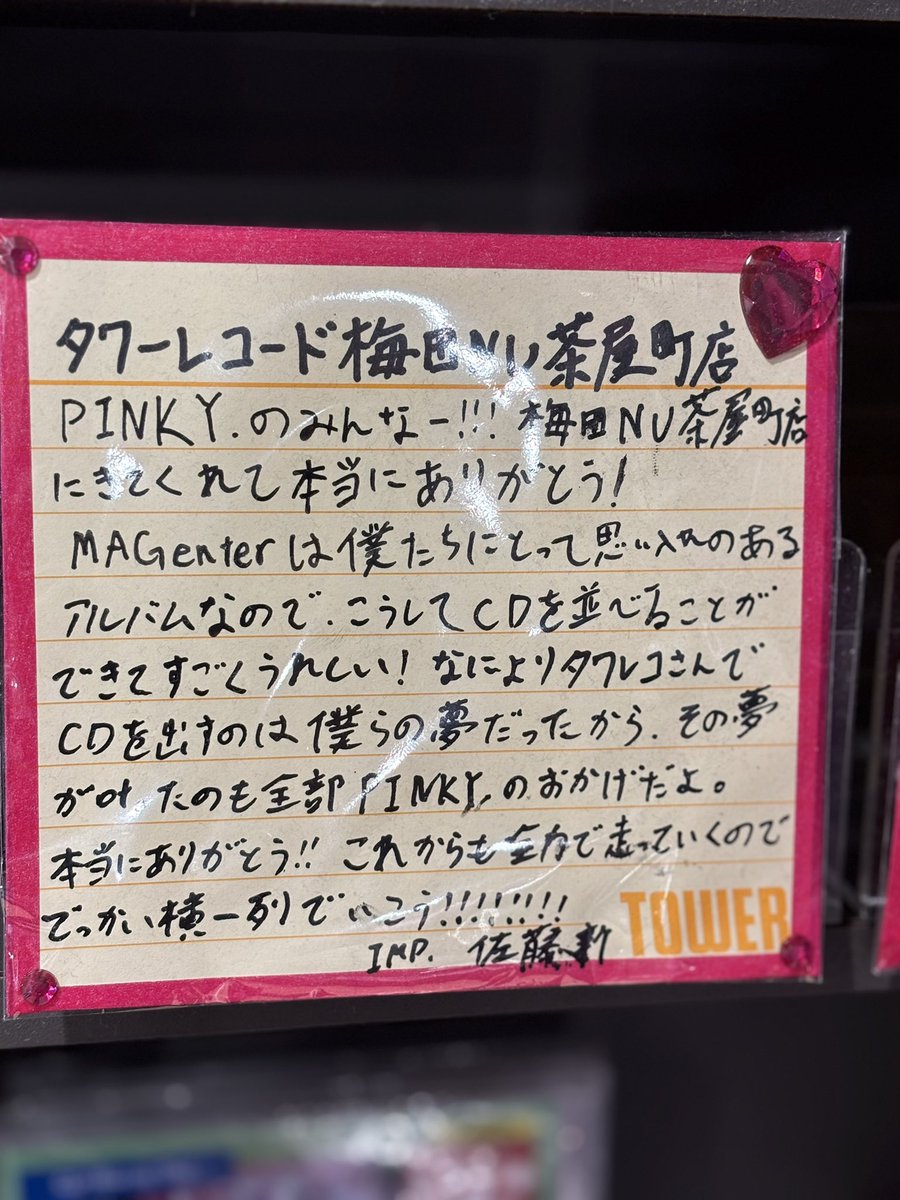 タワーレコード梅田NU茶屋町店
PINKY.のみんなー!!! 梅田NU茶屋町店
にきてくれて本当にありがとう!
MAGenterは僕たちにとって思い入れのある
アルバムなので、こうしてCDを並べることが
できてすごくうれしい! なによりタワレコさんで
CDを出すのは僕らの夢だったから、その夢
が叶ったのも全部PINKY.のおかげだよ。
本当にありがとう!! これからも全力で走っていくので
でっかい横一列でいこう!!!!!!!!
IMP. 佐藤新
TOWER